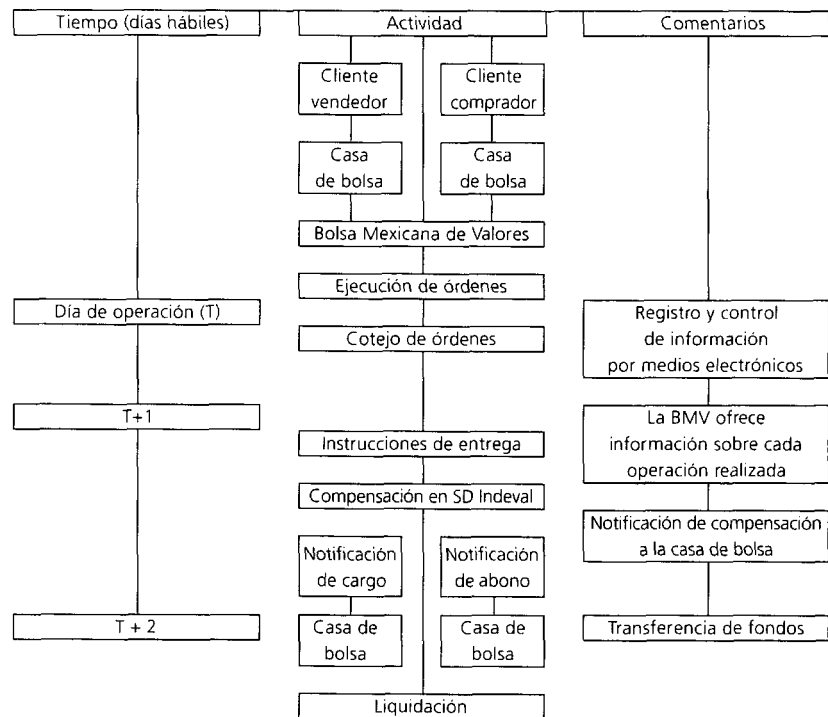 Tiempo (días hábiles)
Actividad
Comentarios
Cliente
vendedor
Cliente
comprador
Casa
de bolsa
Casa
de bolsa
Bolsa Mexicana de Valores
Ejecución de órdenes
Día de operación (T)
Cotejo de órdenes
Registro y control
de información
por medios electrónicos
T+1
Instrucciones de entrega
La BMV ofrece
información sobre cada
operación realizada
Compensación en SD Indeval
Notificación de compensación
a la casa de bolsa
Notificación
de cargo
Notificación
de abono
T + 2
Casa de
bolsa
Casa de
bolsa
Transferencia de fondos
Liquidación